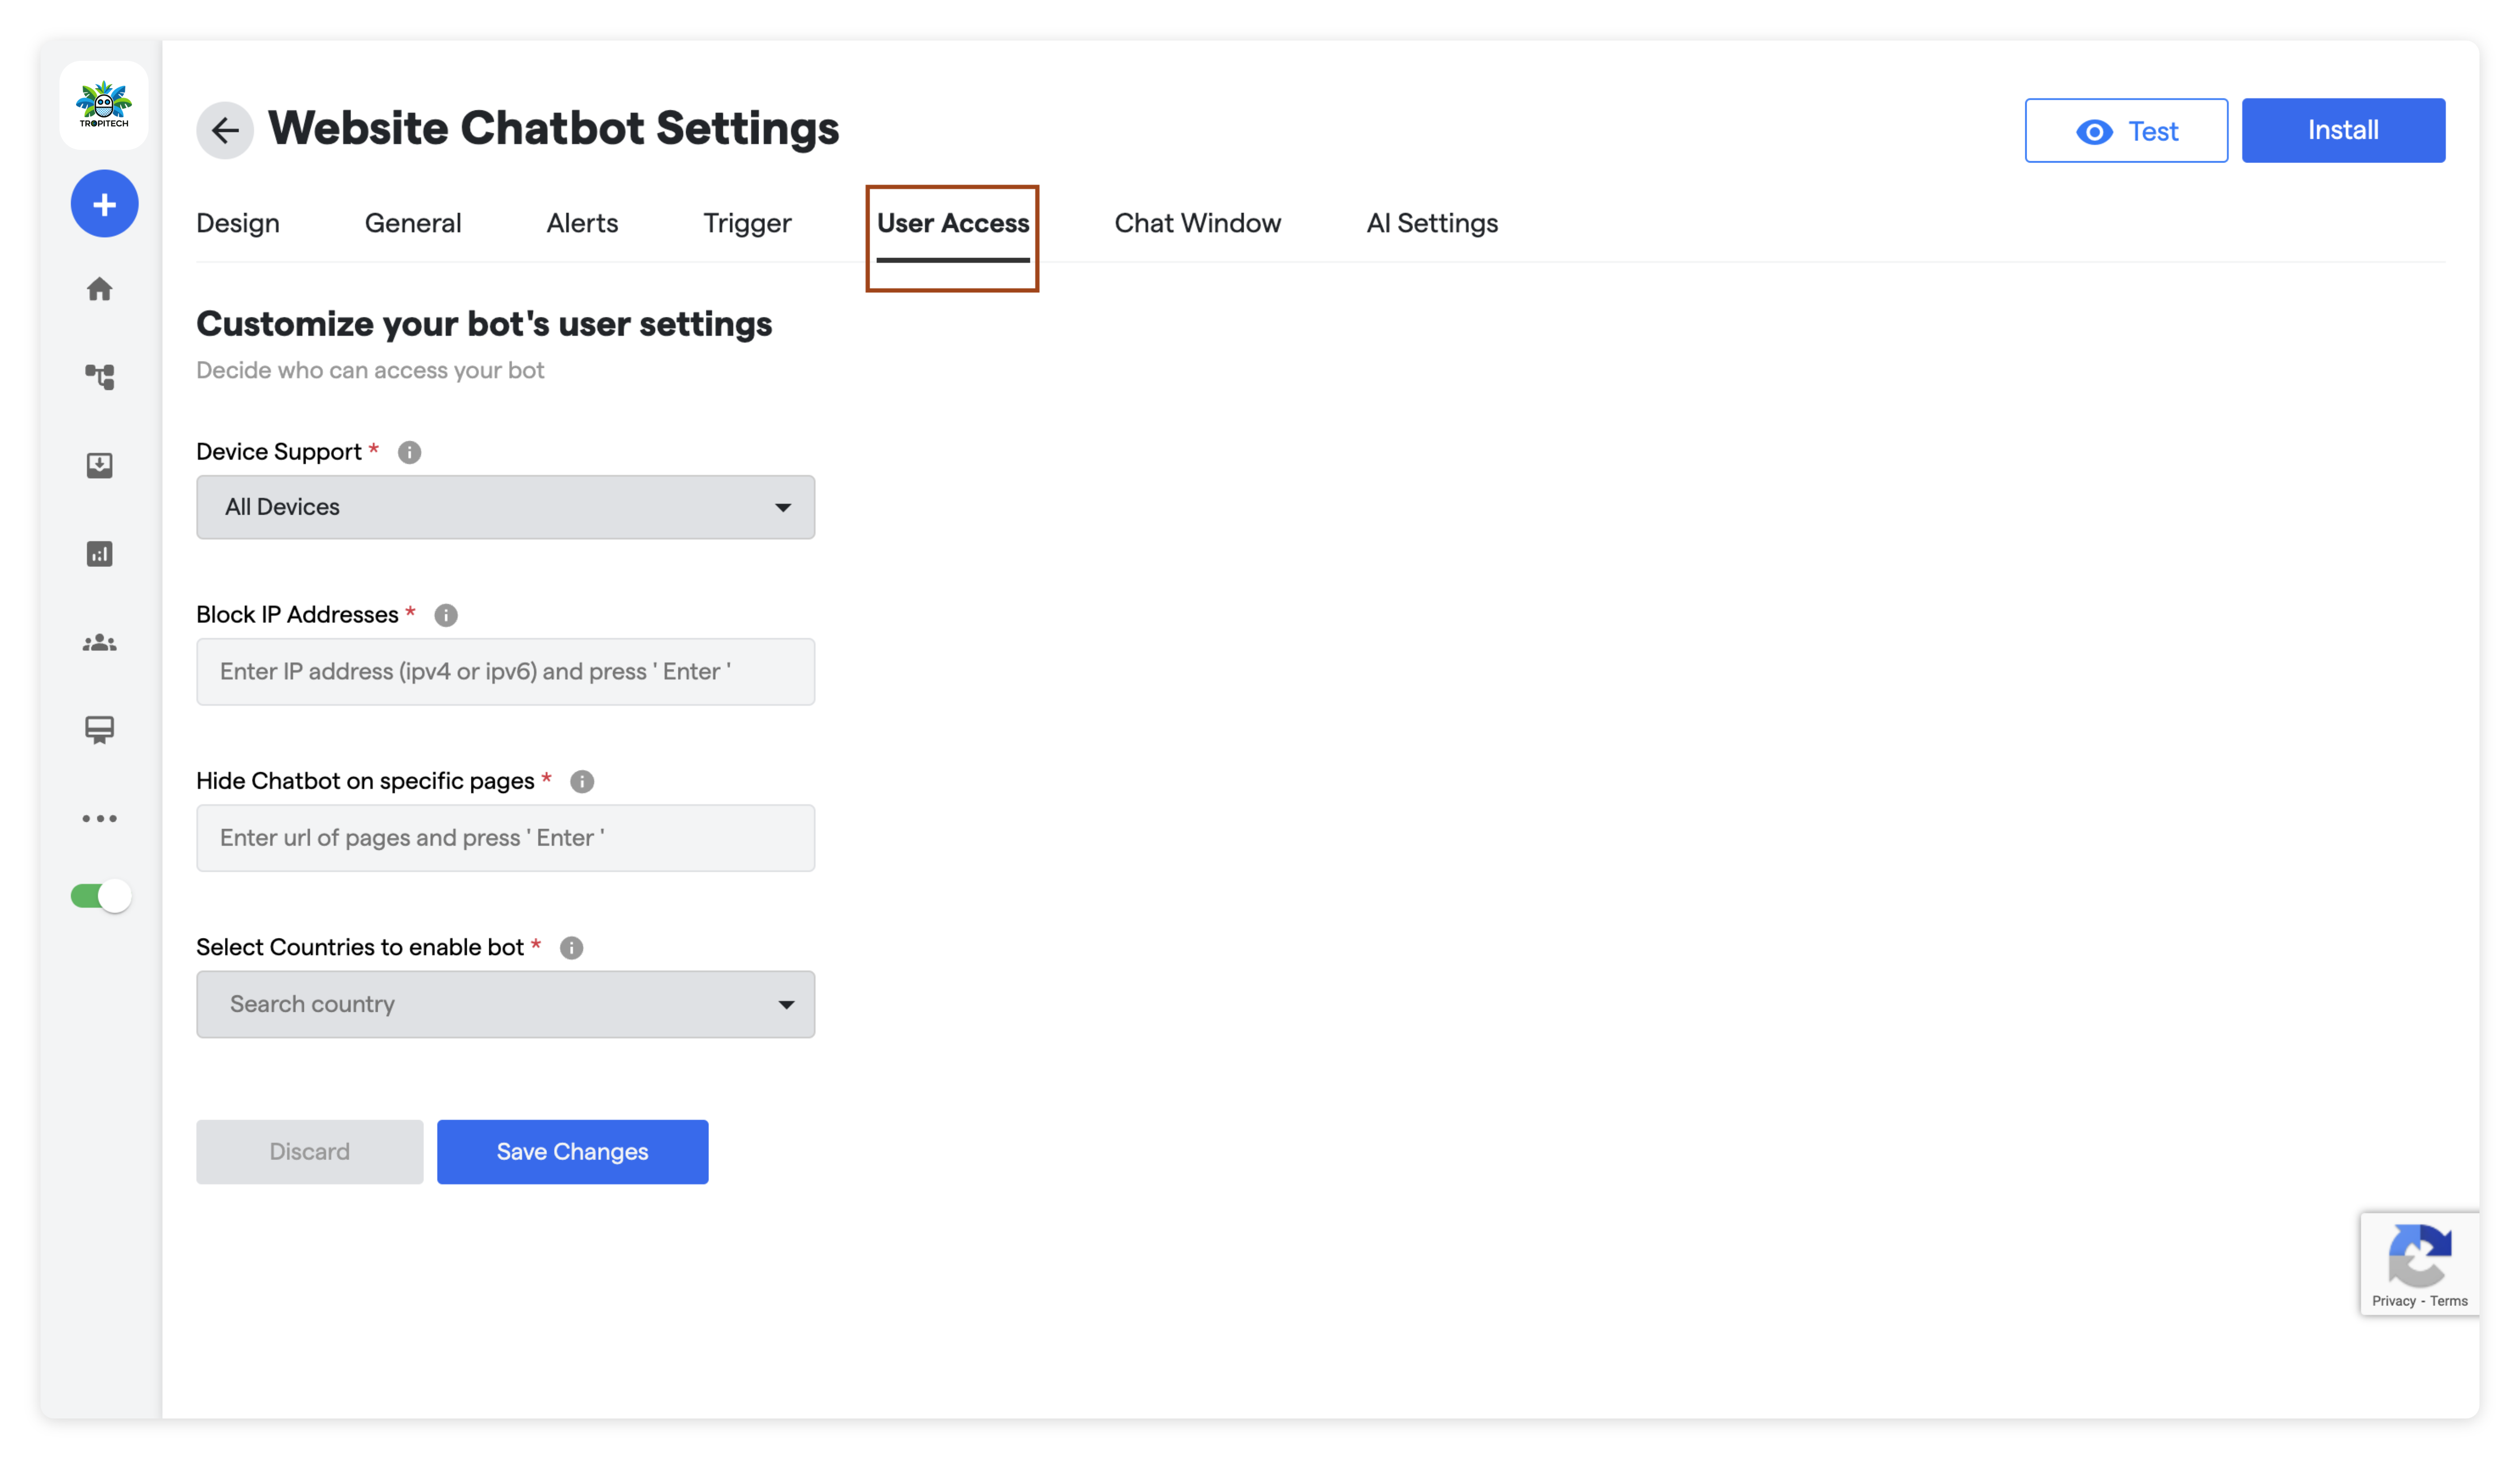 TROPITECH
Website Chatbot Settings
Test
Install
Design
General
Alerts
Trigger
User Access
Chat Window
AI Settings
Customize your bot's user settings
Decide who can access your bot
Device Support *
All Devices
Block IP Addresses *
Enter IP address (ipv4 or ipv6) and press ' Enter '
Hide Chatbot on specific pages *
Enter url of pages and press ' Enter '
Select Countries to enable bot *
Search country
Discard
Save Changes
Privacy - Terms